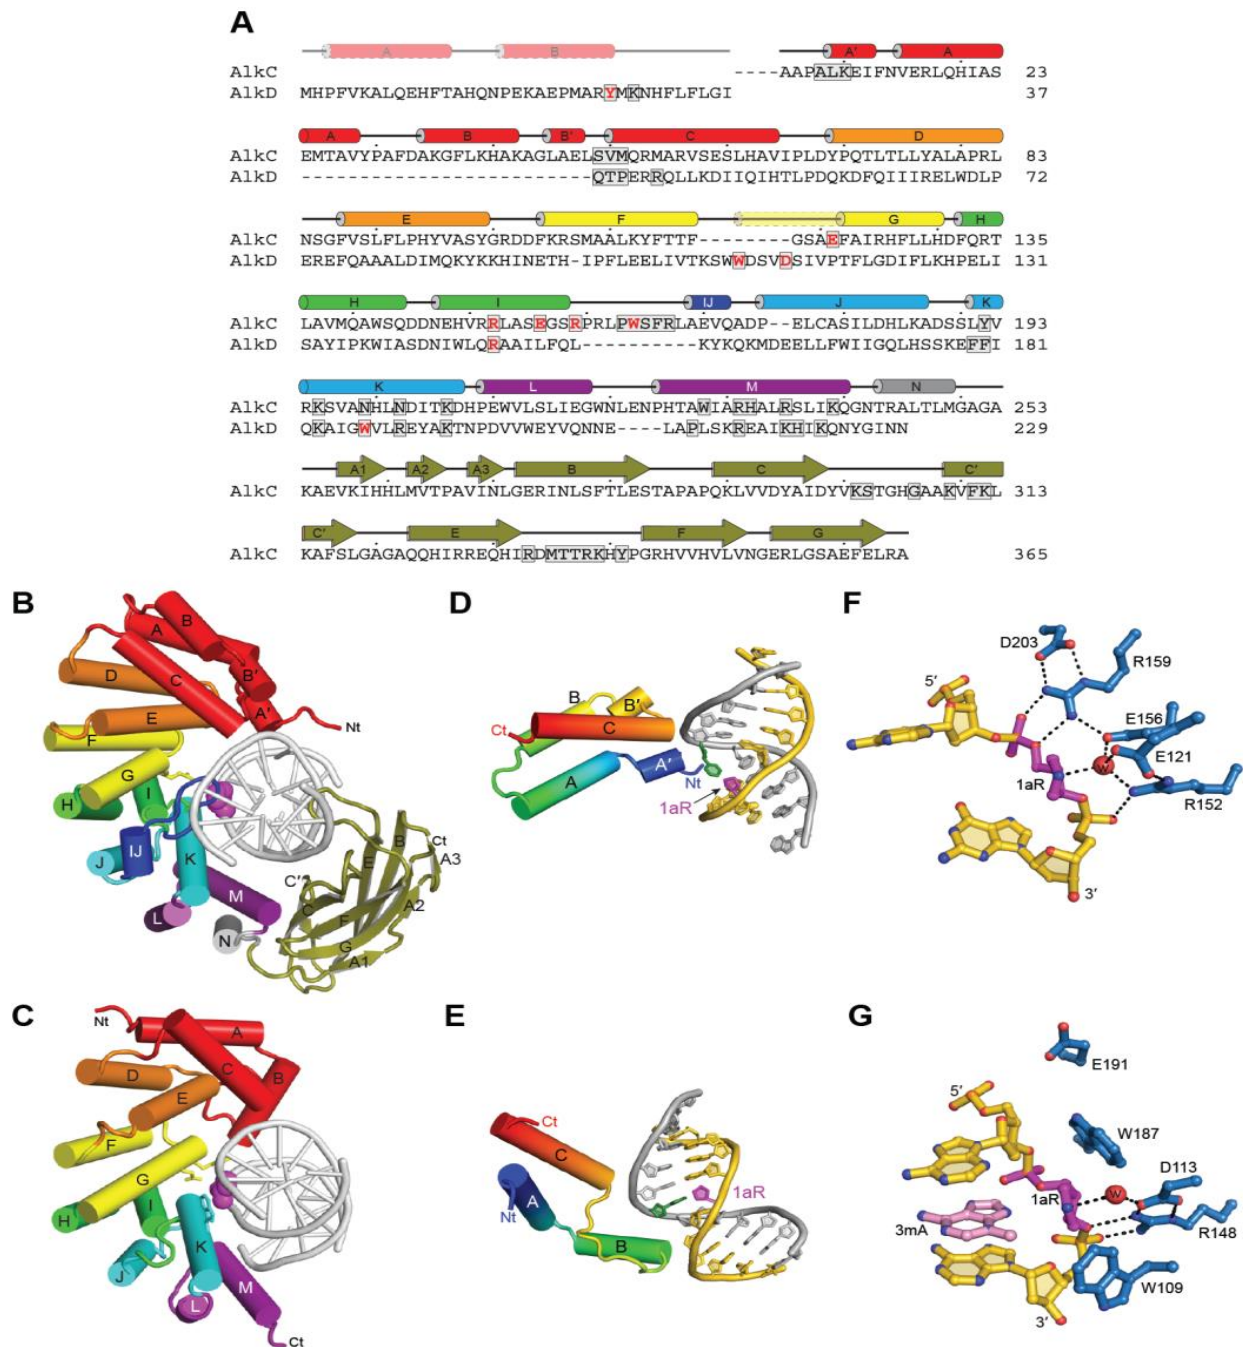 A
A B A' A
AlkC ----AAPALKEIFNVERLQHIAS 23
AlkD MHPFVKALQEHFTAHQNPEKAEPMARYMKNHFLFLGI 37
A B B' C D
AlkC EMTAVYPAFDAKGFLKHAKAGLAELSVMQRMARVSESLHAVIPLDYPQTLTLLYALAPRL 83
AlkD -------------------------QTPERRQLLKDIIQIHTLPDQKDFQIIIRELWDLP 72
E F G H
AlkC NSGFVSLFLPHYVASYGRDDFKRSMAALKYFTTF--------GSAEFAIRHFLLHDFQRT 135
AlkD EREFQAAALDIMQKYKKHINETH-IPFLEELIVTKSWWDSVDSIVPTFLGDIFLKHPELI 131
H I IJ J K
AlkC LAVMQAWSQDDNEHVRRLASEGSRPRLPWSFRLAEVQADP--ELCASILDHLKADSSLYV 193
AlkD SAYIPKWIASDNIWLQRAAILFQL----------KYKQKMDEELLFWIIGQLHSSKEFFI 181
K L M N
AlkC RKSVANHLNDITKDHPEWVLSLIEGWNLENPHTAWIARHALRSLIKQGNTRALTLMGAGA 253
AlkD QKAIGWVLREYAKTNPDVVWEYVQNNE----LAPLSKREAIKHIKQNYGINN 229
A1 A2 A3 B C C'
AlkC KAEVKIHHLMVTPAVINLGERINLSFTLESTAPAPQKLVVDYAIDYVKSTGHGAAKVFKL 313
C' E F G
AlkC KAFSLGAGAQQHIRREQHIRDMTTRKHYPGRHVVHVLVNGERLGSAEFELRA 365
B
A B C B' A' D E F G H I J IJ K L M N Nt
C' C E B F G A1 A2 A3 Ct
D
B B' C Ct A A' Nt 1aR
F
D203 R159 5' E156 E121 1aR W R152 3'
C
Nt A B C D E F G H I J K L M Ct
E
Ct C A Nt B 1aR
G
E191 5' W187 D113 1aR W 3mA R148 W109 3'